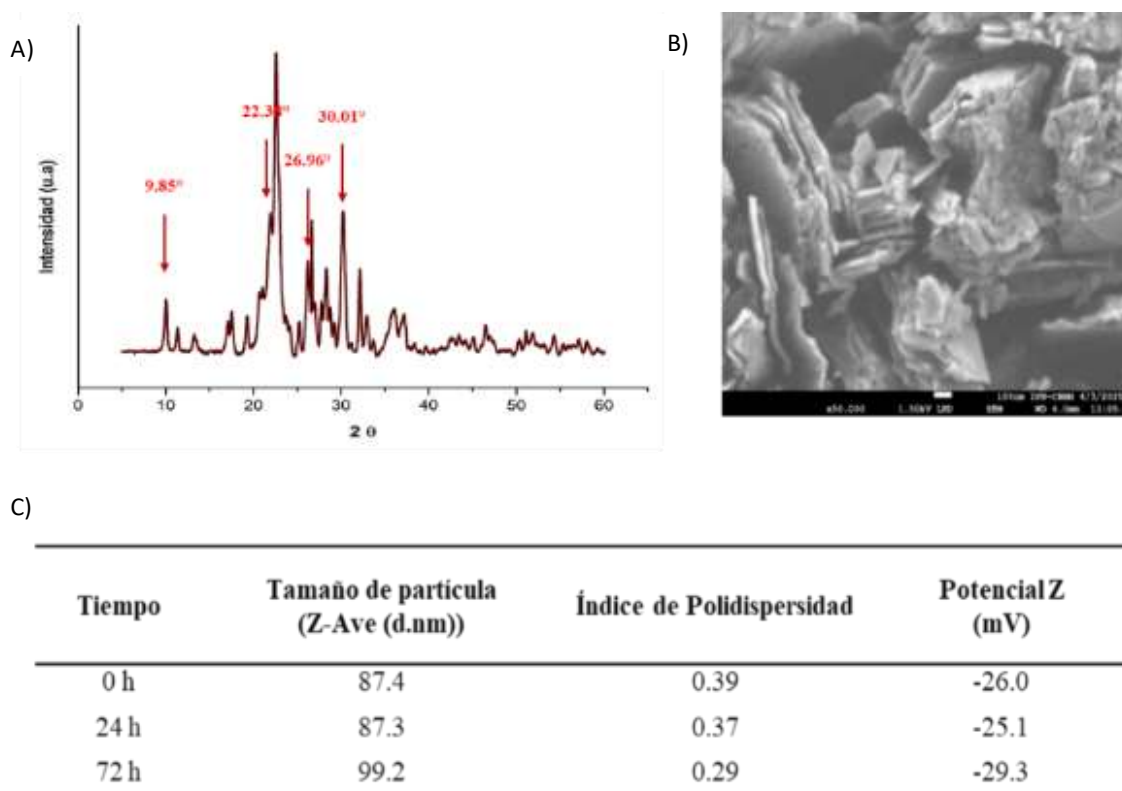 A)
Intensidad (u.a)
9.85°
26.96°
30.01°
0 10 20 30 40 50 60
2 θ
B)
C)
Tiempo Tamaño de partícula (Z-Ave (d.nm)) Índice de Polidispersidad Potencial Z (mV)
0 h 87.4 0.39 -26.0
24 h 87.3 0.37 -25.1
72 h 99.2 0.29 -29.3